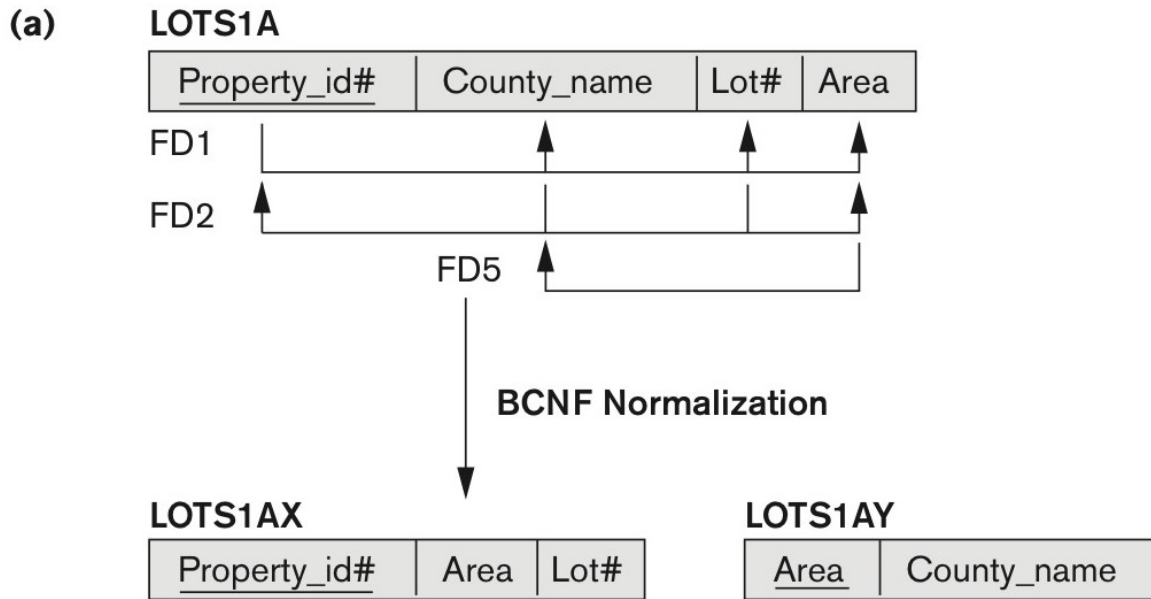 (a) LOTS1A
Property_id# County_name Lot# Area
FD1
FD2
FD5
BCNF Normalization
LOTS1AX LOTS1AY
Property_id# Area Lot# Area County_name